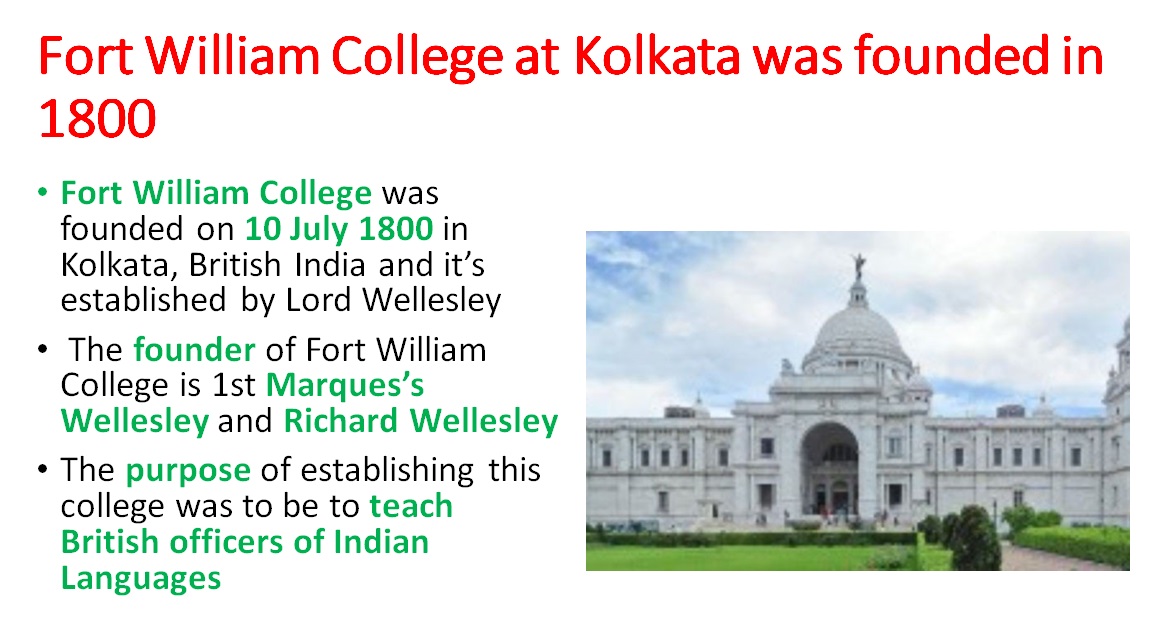 Fort William College at Kolkata was founded in
1800
• Fort William College was
founded on 10 July 1800 in
Kolkata, British India and it’s
established by Lord Wellesley
• The founder of Fort William
College is 1st Marques’s
Wellesley and Richard Wellesley
• The purpose of establishing this
college was to be to teach
British officers of Indian
Languages